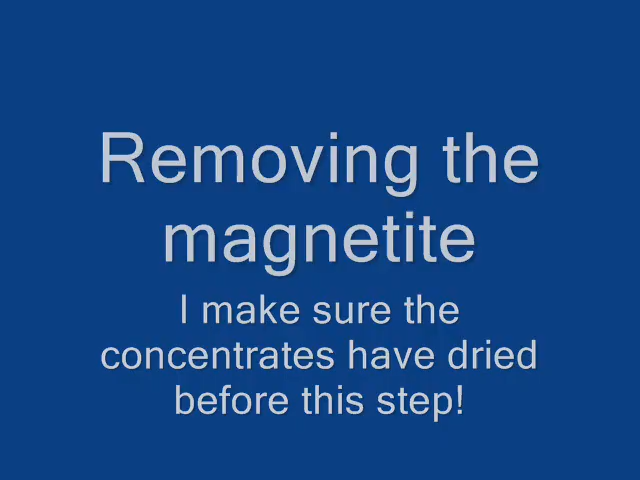 Removing the
magnetite
I make sure the
concentrates have dried
before this step!